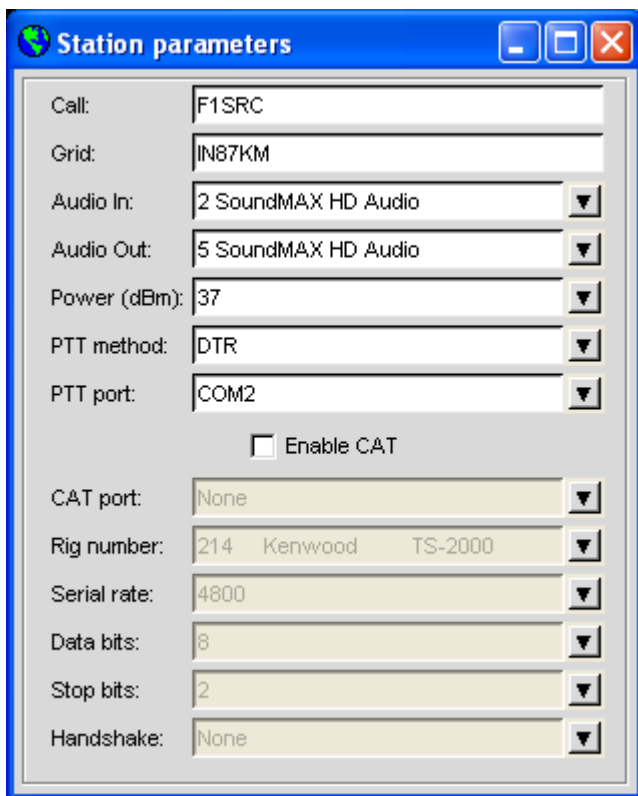 Station parameters
Call: F1SRC
Grid: IN87KM
Audio In: 2 SoundMAX HD Audio
Audio Out: 5 SoundMAX HD Audio
Power (dBm): 37
PTT method: DTR
PTT port: COM2
Enable CAT
CAT port: None
Rig number: 214 Kenwood TS-2000
Serial rate: 4800
Data bits: 8
Stop bits: 2
Handshake: None